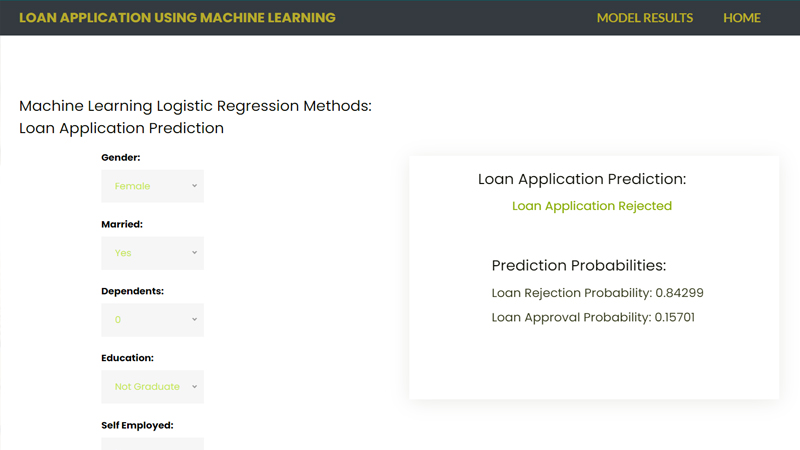 LOAN APPLICATION USING MACHINE LEARNING
MODEL RESULTS
HOME
Machine Learning Logistic Regression Methods:
Loan Application Prediction
Gender:
Female
Married:
Yes
Dependents:
0
Education:
Not Graduate
Self Employed:
Loan Application Prediction:
Loan Application Rejected
Prediction Probabilities:
Loan Rejection Probability: 0.84299
Loan Approval Probability: 0.15701